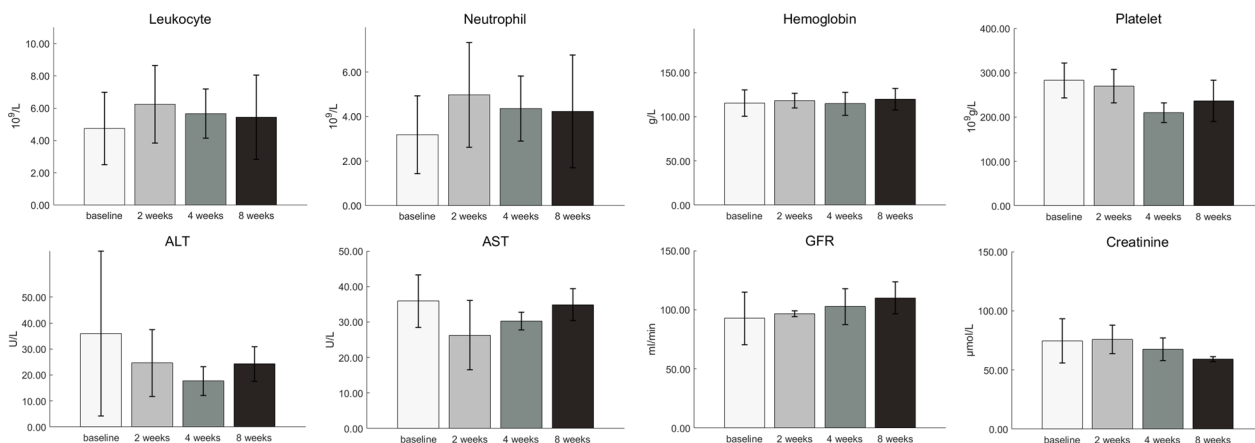 Leukocyte
10⁹/L
10.00
8.00
6.00
4.00
2.00
0.00
baseline 2 weeks 4 weeks 8 weeks
Neutrophil
10⁹/L
6.00
4.00
2.00
0.00
baseline 2 weeks 4 weeks 8 weeks
Hemoglobin
g/L
150.00
100.00
50.00
0.00
baseline 2 weeks 4 weeks 8 weeks
Platelet
10⁹g/L
400.00
300.00
200.00
100.00
0.00
baseline 2 weeks 4 weeks 8 weeks
ALT
U/L
50.00
40.00
30.00
20.00
10.00
0.00
baseline 2 weeks 4 weeks 8 weeks
AST
U/L
50.00
40.00
30.00
20.00
10.00
0.00
baseline 2 weeks 4 weeks 8 weeks
GFR
ml/min
150.00
100.00
50.00
0.00
baseline 2 weeks 4 weeks 8 weeks
Creatinine
μmol/L
150.00
100.00
50.00
0.00
baseline 2 weeks 4 weeks 8 weeks